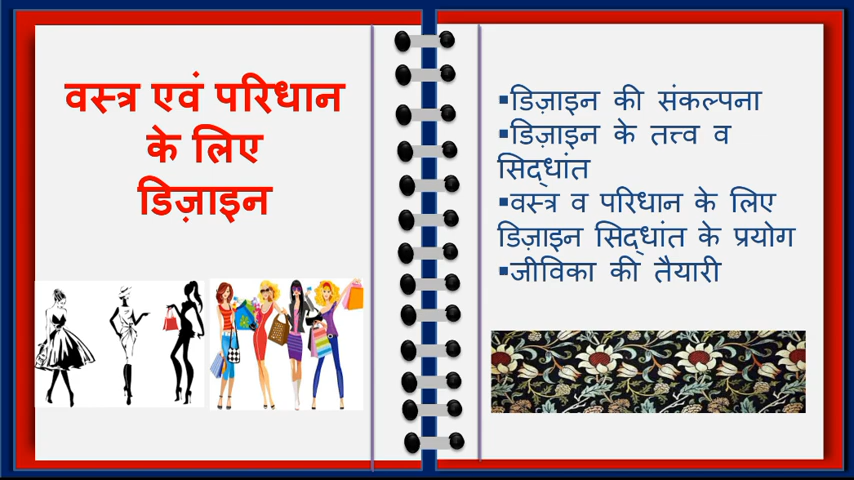 वस्त्र एवं परिधान
के लिए
डिज़ाइन
▪डिज़ाइन की संकल्पना
▪डिज़ाइन के तत्त्व व
सिद्धांत
▪वस्त्र व परिधान के लिए
डिज़ाइन सिद्धांत के प्रयोग
▪जीविका की तैयारी